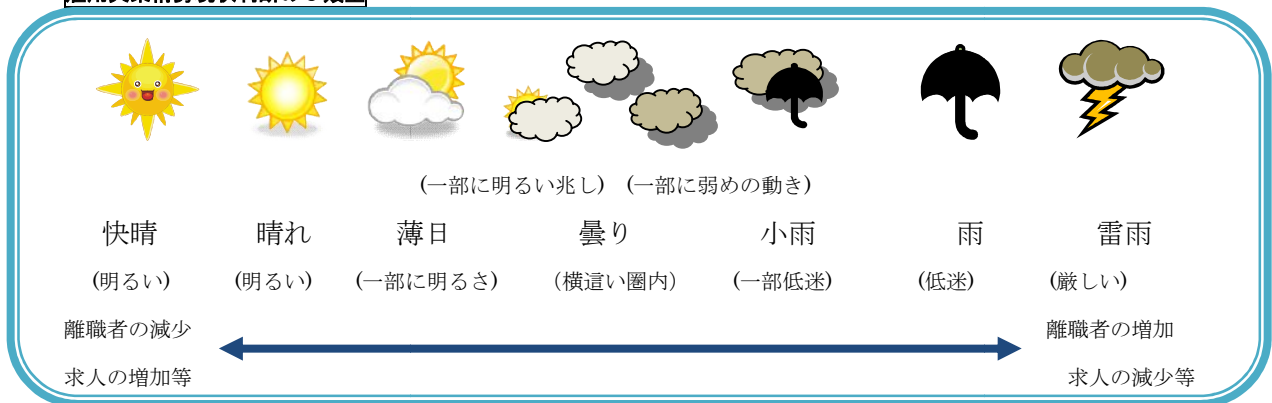 (一部に明るい兆し) (一部に弱めの動き)
快晴 晴れ 薄日 曇り 小雨 雨 雷雨
(明るい) (明るい) (一部に明るさ) (横這い圏内) (一部低迷) (低迷) (厳しい)
離職者の減少 離職者の増加
求人の増加等 求人の減少等